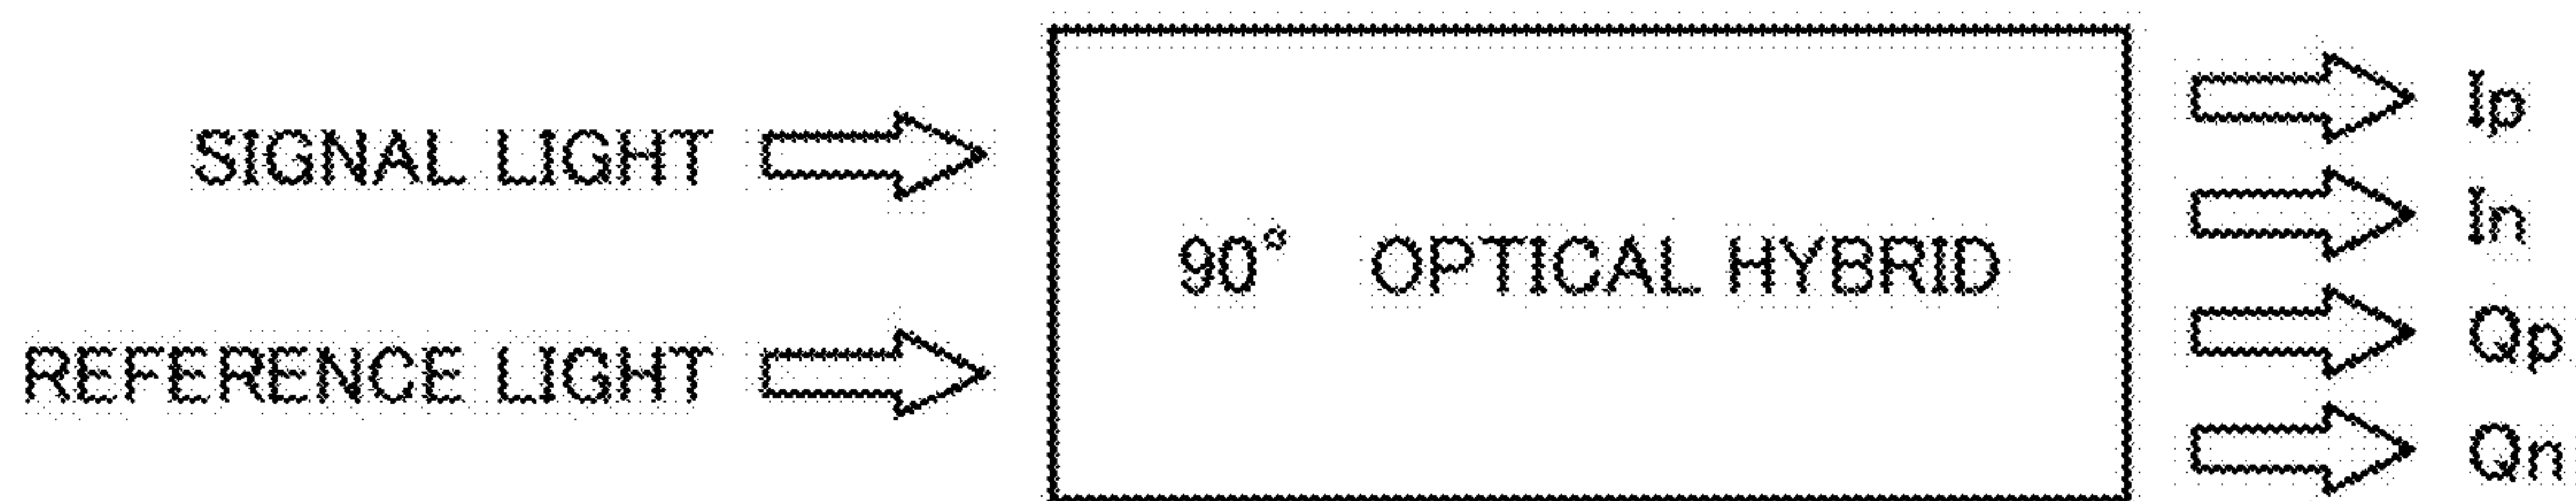 SIGNAL LIGHT
REFERENCE LIGHT
90° OPTICAL HYBRID
Ip
In
Qp
Qn